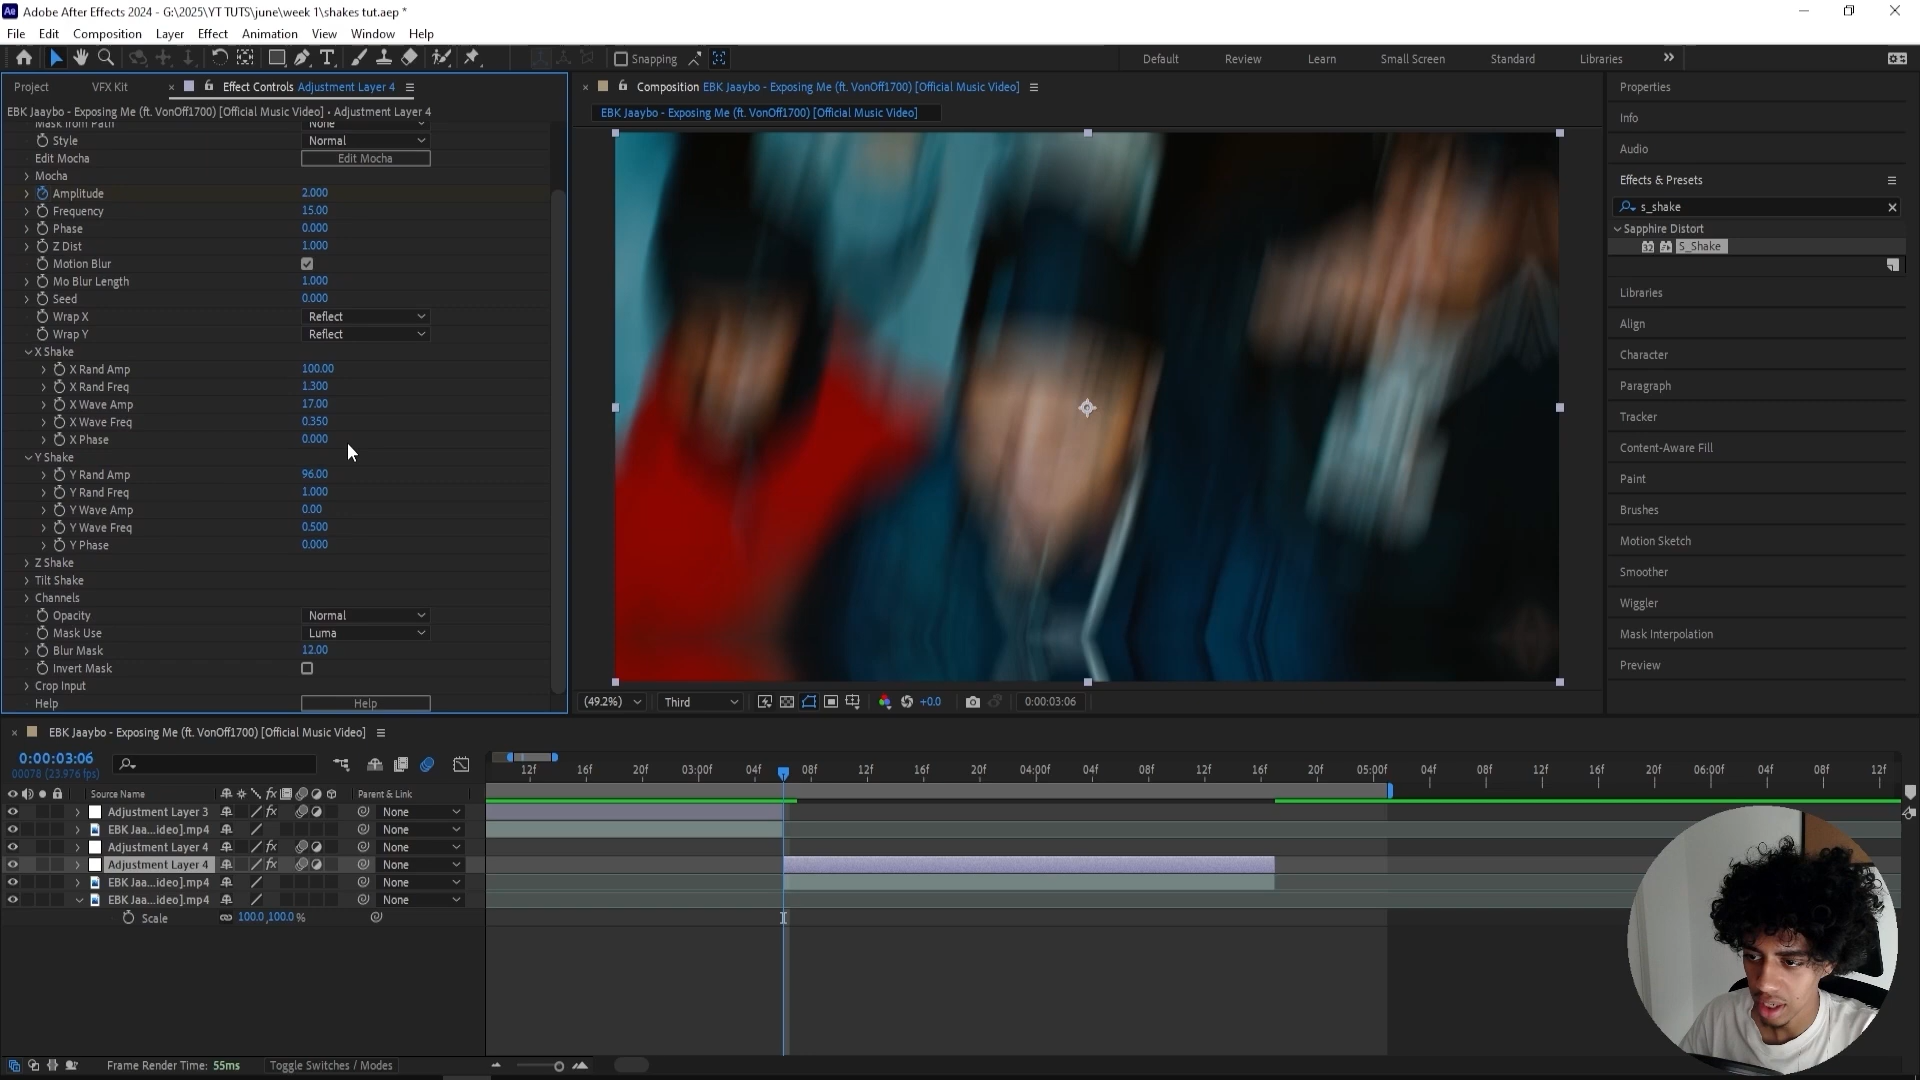 Adobe After Effects 2024 - G:\2025\YT TUTS\june\week 1\shakes tut.aep *
File Edit Composition Layer Effect Animation View Window Help
Snapping Default Review Learn Small Screen Standard Libraries
Project VFX Kit Effect Controls Adjustment Layer 4
Composition EBK Jaaybo - Exposing Me (ft. VonOff1700) [Official Music Video]
EBK Jaaybo - Exposing Me (ft. VonOff1700) [Official Music Video] • Adjustment Layer 4
EBK Jaaybo - Exposing Me (ft. VonOff1700) [Official Music Video]
Mask from Path None
Style Normal
Edit Mocha Edit Mocha
Mocha
Amplitude 2.000
Frequency 15.00
Phase 0.000
Z Dist 1.000
Motion Blur
Mo Blur Length 1.000
Seed 0.000
Wrap X Reflect
Wrap Y Reflect
X Shake
X Rand Amp 100.00
X Rand Freq 1.300
X Wave Amp 17.00
X Wave Freq 0.350
X Phase 0.000
Y Shake
Y Rand Amp 96.00
Y Rand Freq 1.000
Y Wave Amp 0.00
Y Wave Freq 0.500
Y Phase 0.000
Z Shake
Tilt Shake
Channels
Opacity Normal
Mask Use Luma
Blur Mask 12.00
Invert Mask
Crop Input
Help Help
(49.2%) Third +0.0 0:00:03:06
Properties
Info
Audio
Effects & Presets
s_shake
Sapphire Distort
32 S_Shake
Libraries
Align
Character
Paragraph
Tracker
Content-Aware Fill
Paint
Brushes
Motion Sketch
Smoother
Wiggler
Mask Interpolation
Preview
EBK Jaaybo - Exposing Me (ft. VonOff1700) [Official Music Video]
0:00:03:06
00078 (23.976 fps)
12f 16f 20f 03:00f 04f 08f 12f 16f 20f 04:00f 04f 08f 12f 16f 20f 05:00f 04f 08f 12f 16f 20f 06:00f 04f 08f 12f
Source Name fx Parent & Link
Adjustment Layer 3 fx None
EBK Jaa...ideo].mp4 None
Adjustment Layer 4 fx None
Adjustment Layer 4 fx None
EBK Jaa...ideo].mp4 None
EBK Jaa...ideo].mp4 None
Scale 100.0,100.0 %
Frame Render Time: 55ms Toggle Switches / Modes